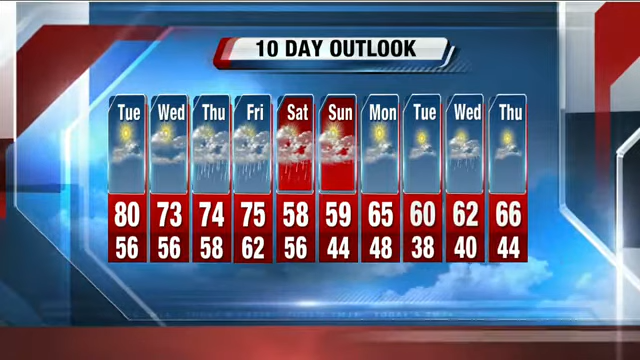 10 DAY OUTLOOK
Tue Wed Thu Fri Sat Sun Mon Tue Wed Thu
80 73 74 75 58 59 65 60 62 66
56 56 58 62 56 44 48 38 40 44